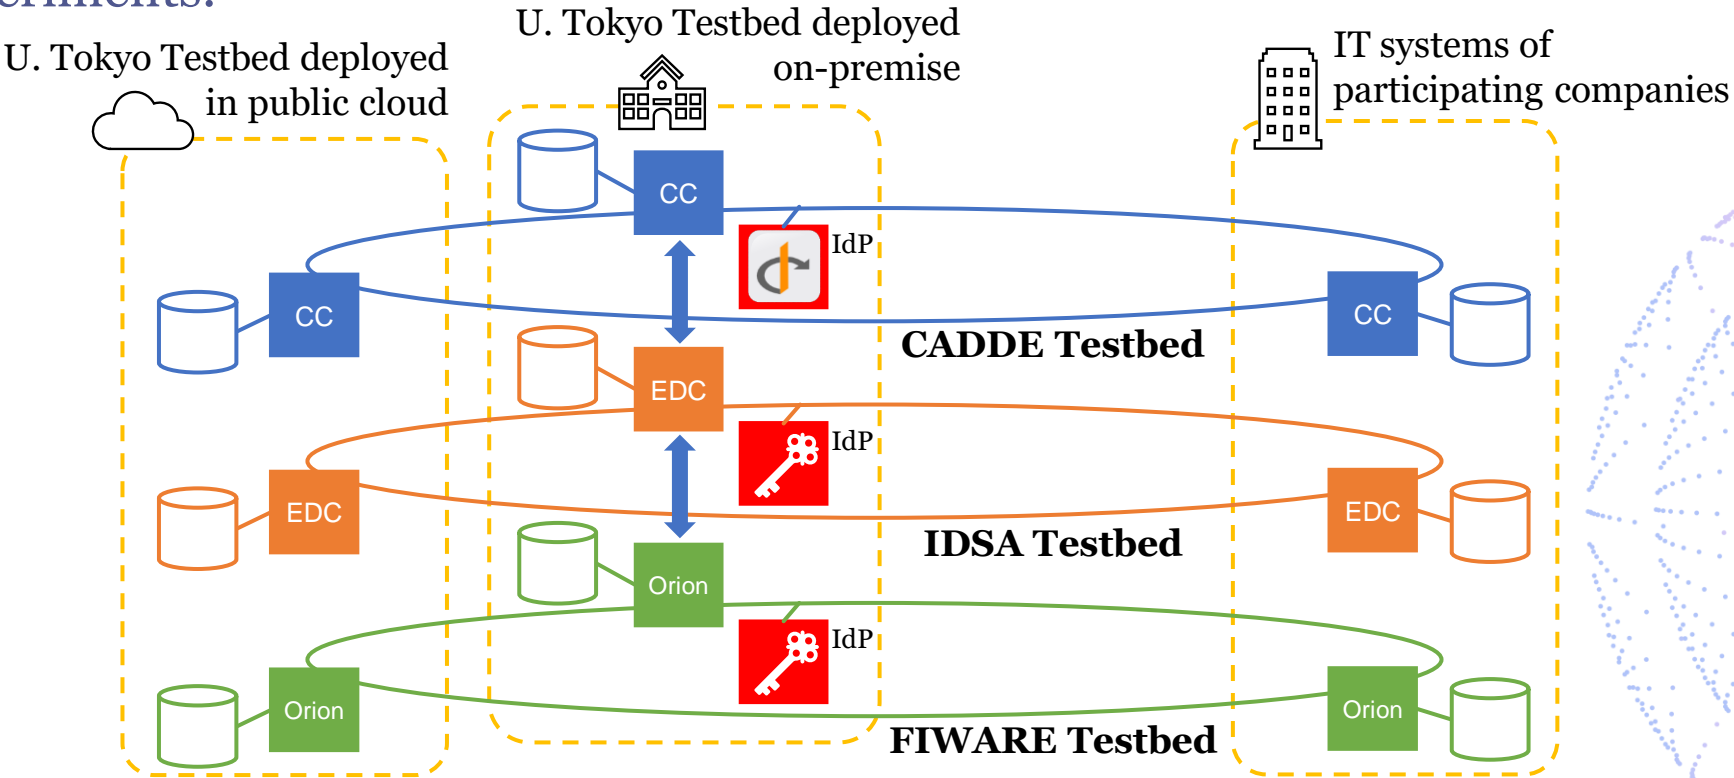 U. Tokyo Testbed deployed
in public cloud
U. Tokyo Testbed deployed
on-premise
IT systems of
participating companies
CC
IdP
CC
CC
CADDE Testbed
EDC
IdP
EDC
EDC
IDSA Testbed
Orion
IdP
Orion
Orion
FIWARE Testbed